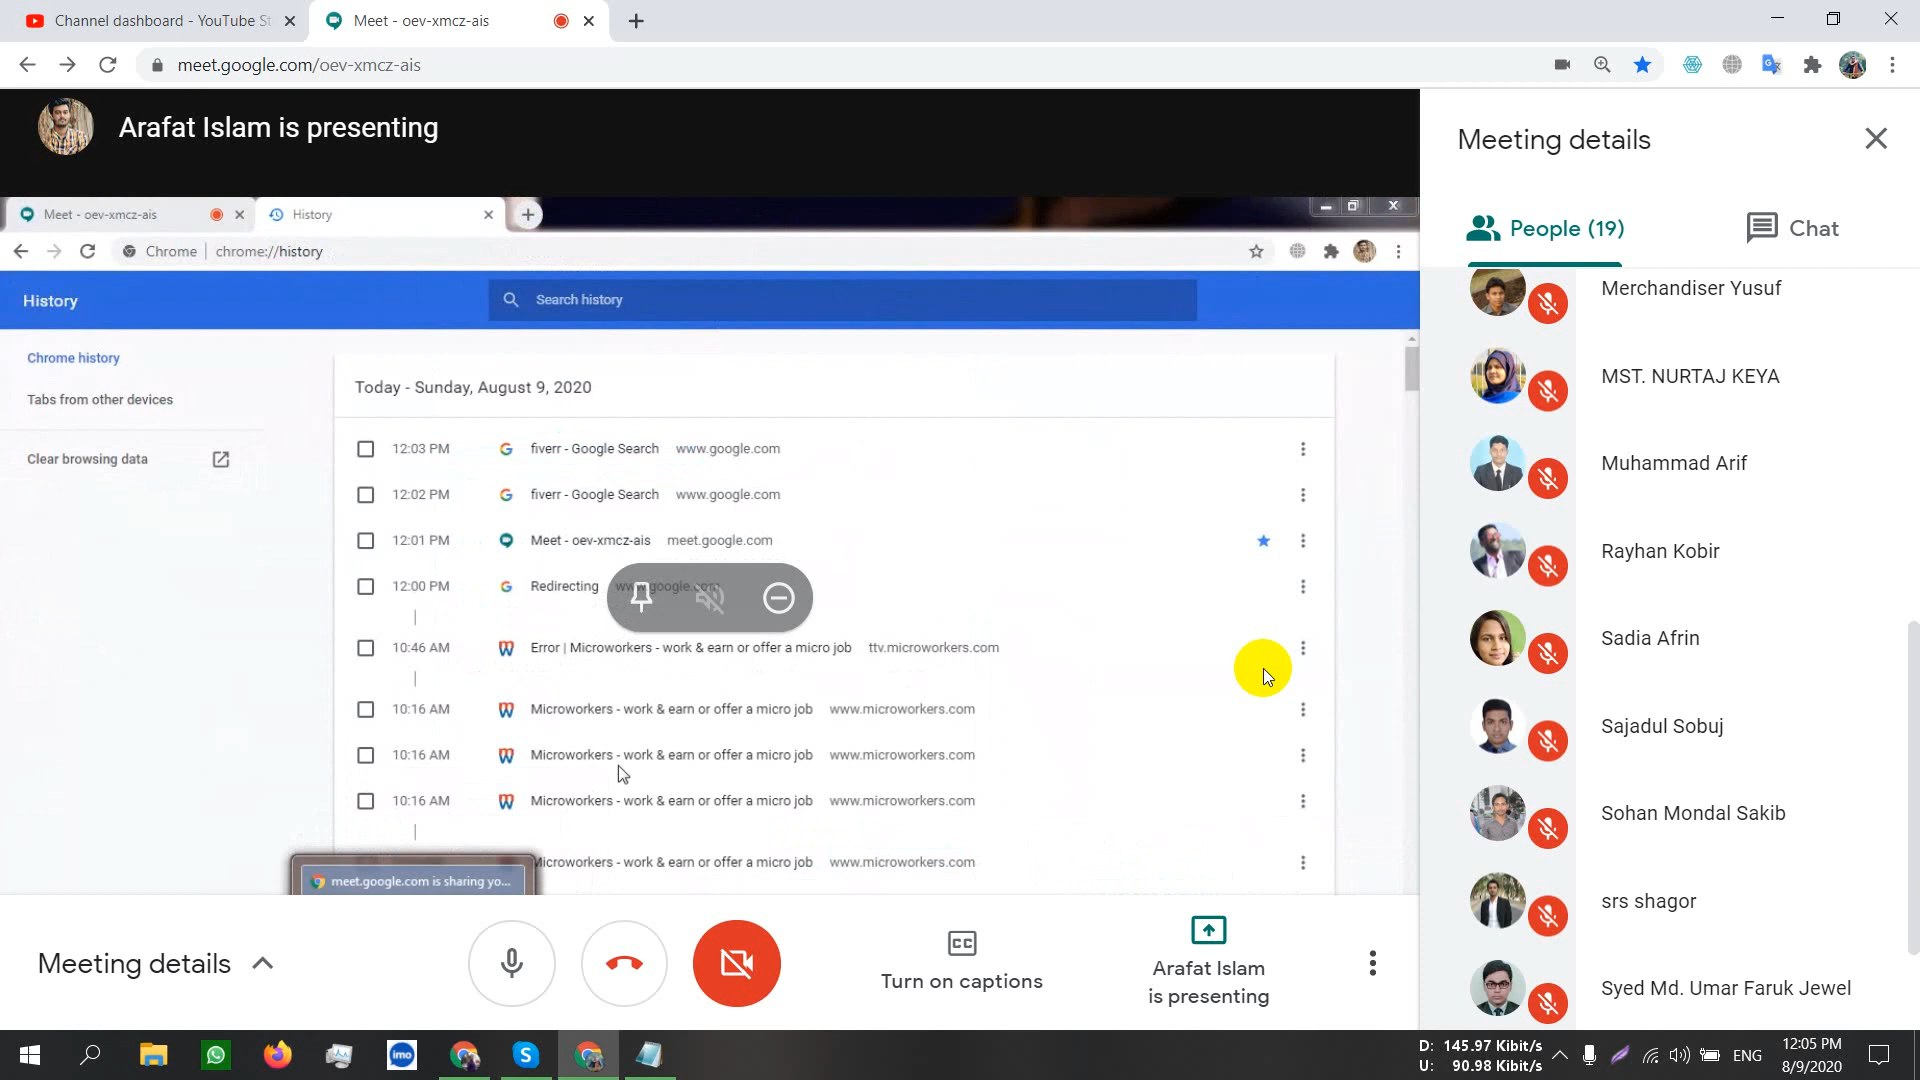 Channel dashboard - YouTube St
Meet - oev-xmcz-ais
meet.google.com/oev-xmcz-ais
Arafat Islam is presenting
Meet - oev-xmcz-ais
History
Chrome
chrome://history
History
Search history
Chrome history
Tabs from other devices
Clear browsing data
Today - Sunday, August 9, 2020
12:03 PM fiverr - Google Search www.google.com
12:02 PM fiverr - Google Search www.google.com
12:01 PM Meet - oev-xmcz-ais meet.google.com
12:00 PM Redirecting www.google.com
10:46 AM Error | Microworkers - work & earn or offer a micro job ttv.microworkers.com
10:16 AM Microworkers - work & earn or offer a micro job www.microworkers.com
10:16 AM Microworkers - work & earn or offer a micro job www.microworkers.com
10:16 AM Microworkers - work & earn or offer a micro job www.microworkers.com
Microworkers - work & earn or offer a micro job www.microworkers.com
meet.google.com is sharing yo...
Meeting details
People (19)
Chat
Merchandiser Yusuf
MST. NURTAJ KEYA
Muhammad Arif
Rayhan Kobir
Sadia Afrin
Sajadul Sobuj
Sohan Mondal Sakib
srs shagor
Syed Md. Umar Faruk Jewel
Meeting details
CC
Turn on captions
Arafat Islam
is presenting
imo
D: 145.97 Kibit/s
U: 90.98 Kibit/s
ENG
12:05 PM
8/9/2020